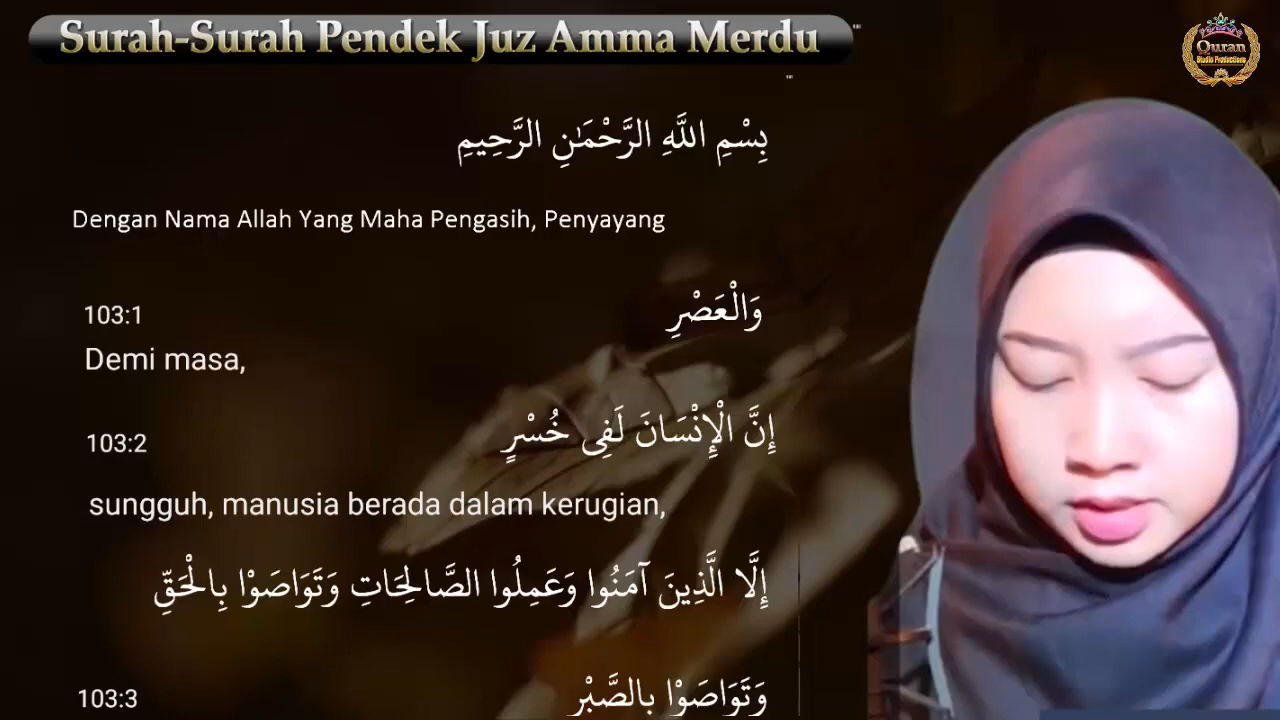 Surah-Surah Pendek Juz Amma Merdu
Quran
Studio Productions
بِسْمِ اللَّهِ الرَّحْمَٰنِ الرَّحِيمِ
Dengan Nama Allah Yang Maha Pengasih, Penyayang
وَالْعَصْرِ
103:1
Demi masa,
إِنَّ الْإِنْسَانَ لَفِى خُسْرٍ
103:2
sungguh, manusia berada dalam kerugian,
إِلَّا الَّذِينَ آمَنُوا وَعَمِلُوا الصَّالِحَاتِ وَتَوَاصَوْا بِالْحَقِّ
وَتَوَاصَوْا بِالصَّبْرِ
103:3